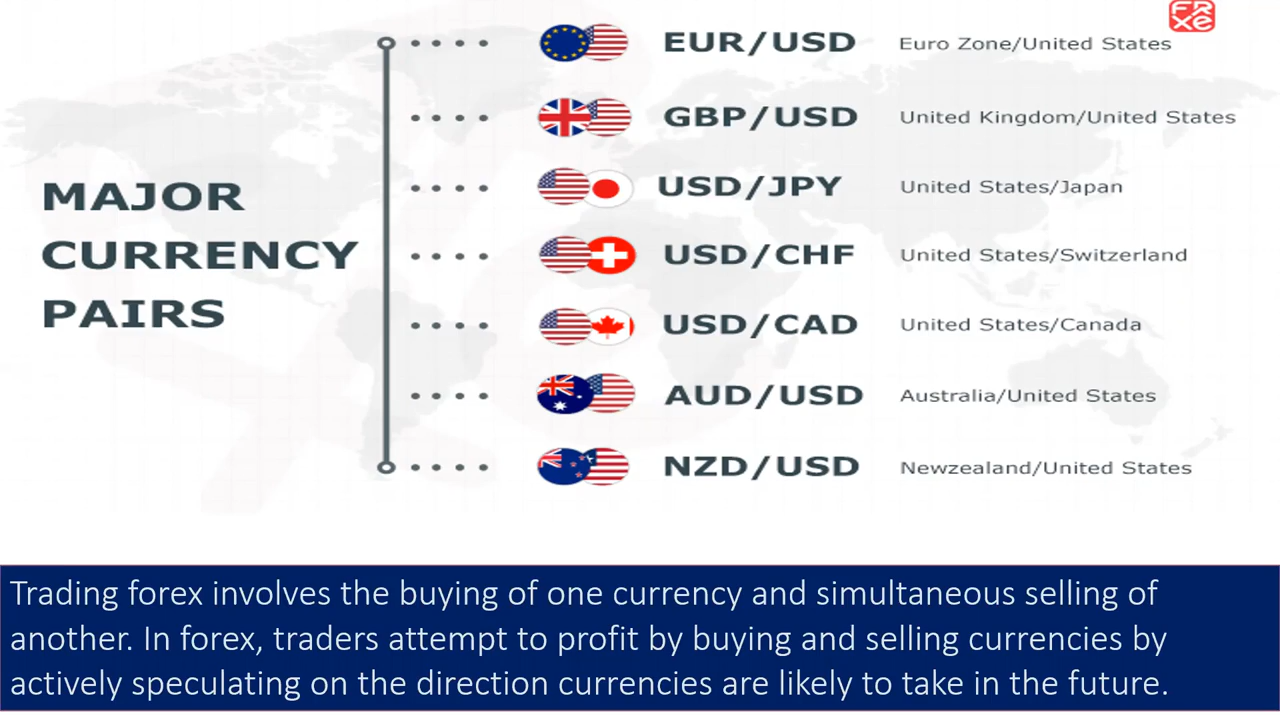 FR
Xe
MAJOR
CURRENCY
PAIRS
EUR/USD Euro Zone/United States
GBP/USD United Kingdom/United States
USD/JPY United States/Japan
USD/CHF United States/Switzerland
USD/CAD United States/Canada
AUD/USD Australia/United States
NZD/USD Newzealand/United States
Trading forex involves the buying of one currency and simultaneous selling of
another. In forex, traders attempt to profit by buying and selling currencies by
actively speculating on the direction currencies are likely to take in the future.